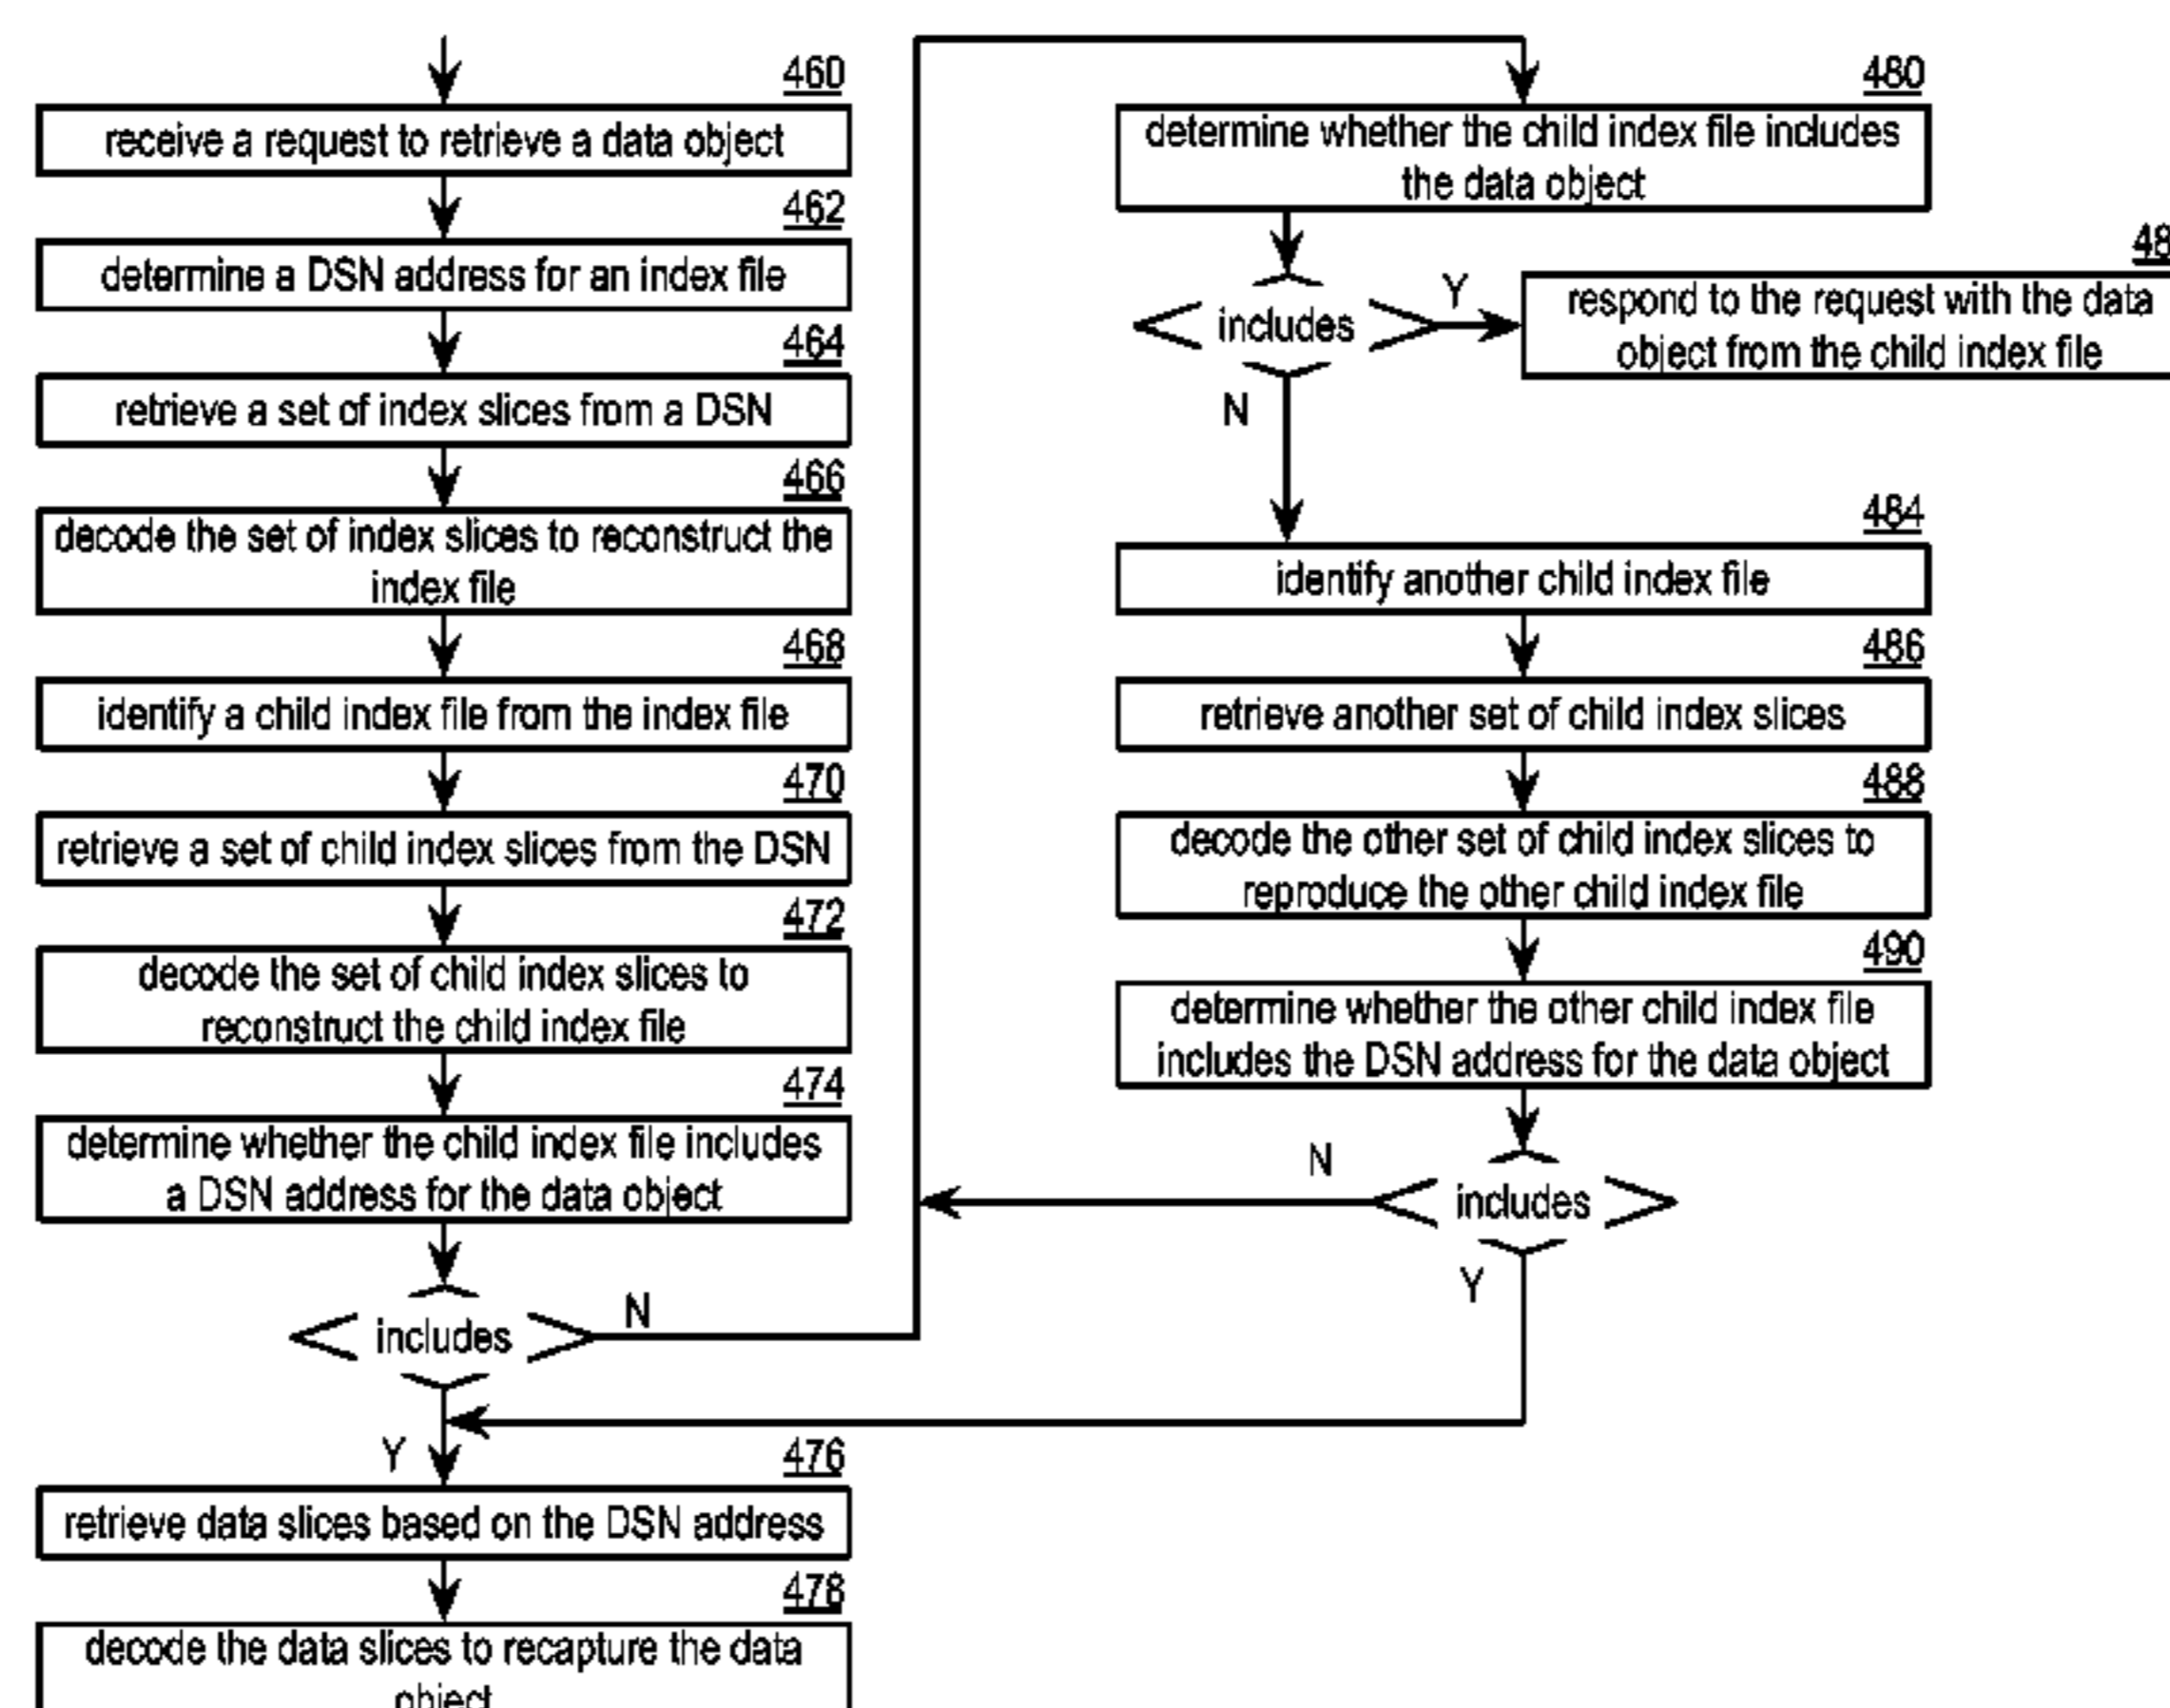 460
receive a request to retrieve a data object
462
determine a DSN address for an index file
464
retrieve a set of index slices from a DSN
466
decode the set of index slices to reconstruct the
index file
468
identify a child index file from the index file
470
retrieve a set of child index slices from the DSN
472
decode the set of child index slices to
reconstruct the child index file
474
determine whether the child index file includes
a DSN address for the data object
includes
N
Y
476
retrieve data slices based on the DSN address
478
decode the data slices to recapture the data
object
480
determine whether the child index file includes
the data object
includes
Y
N
48
respond to the request with the data
object from the child index file
484
identify another child index file
486
retrieve another set of child index slices
488
decode the other set of child index slices to
reproduce the other child index file
490
determine whether the other child index file
includes the DSN address for the data object
N
includes
Y